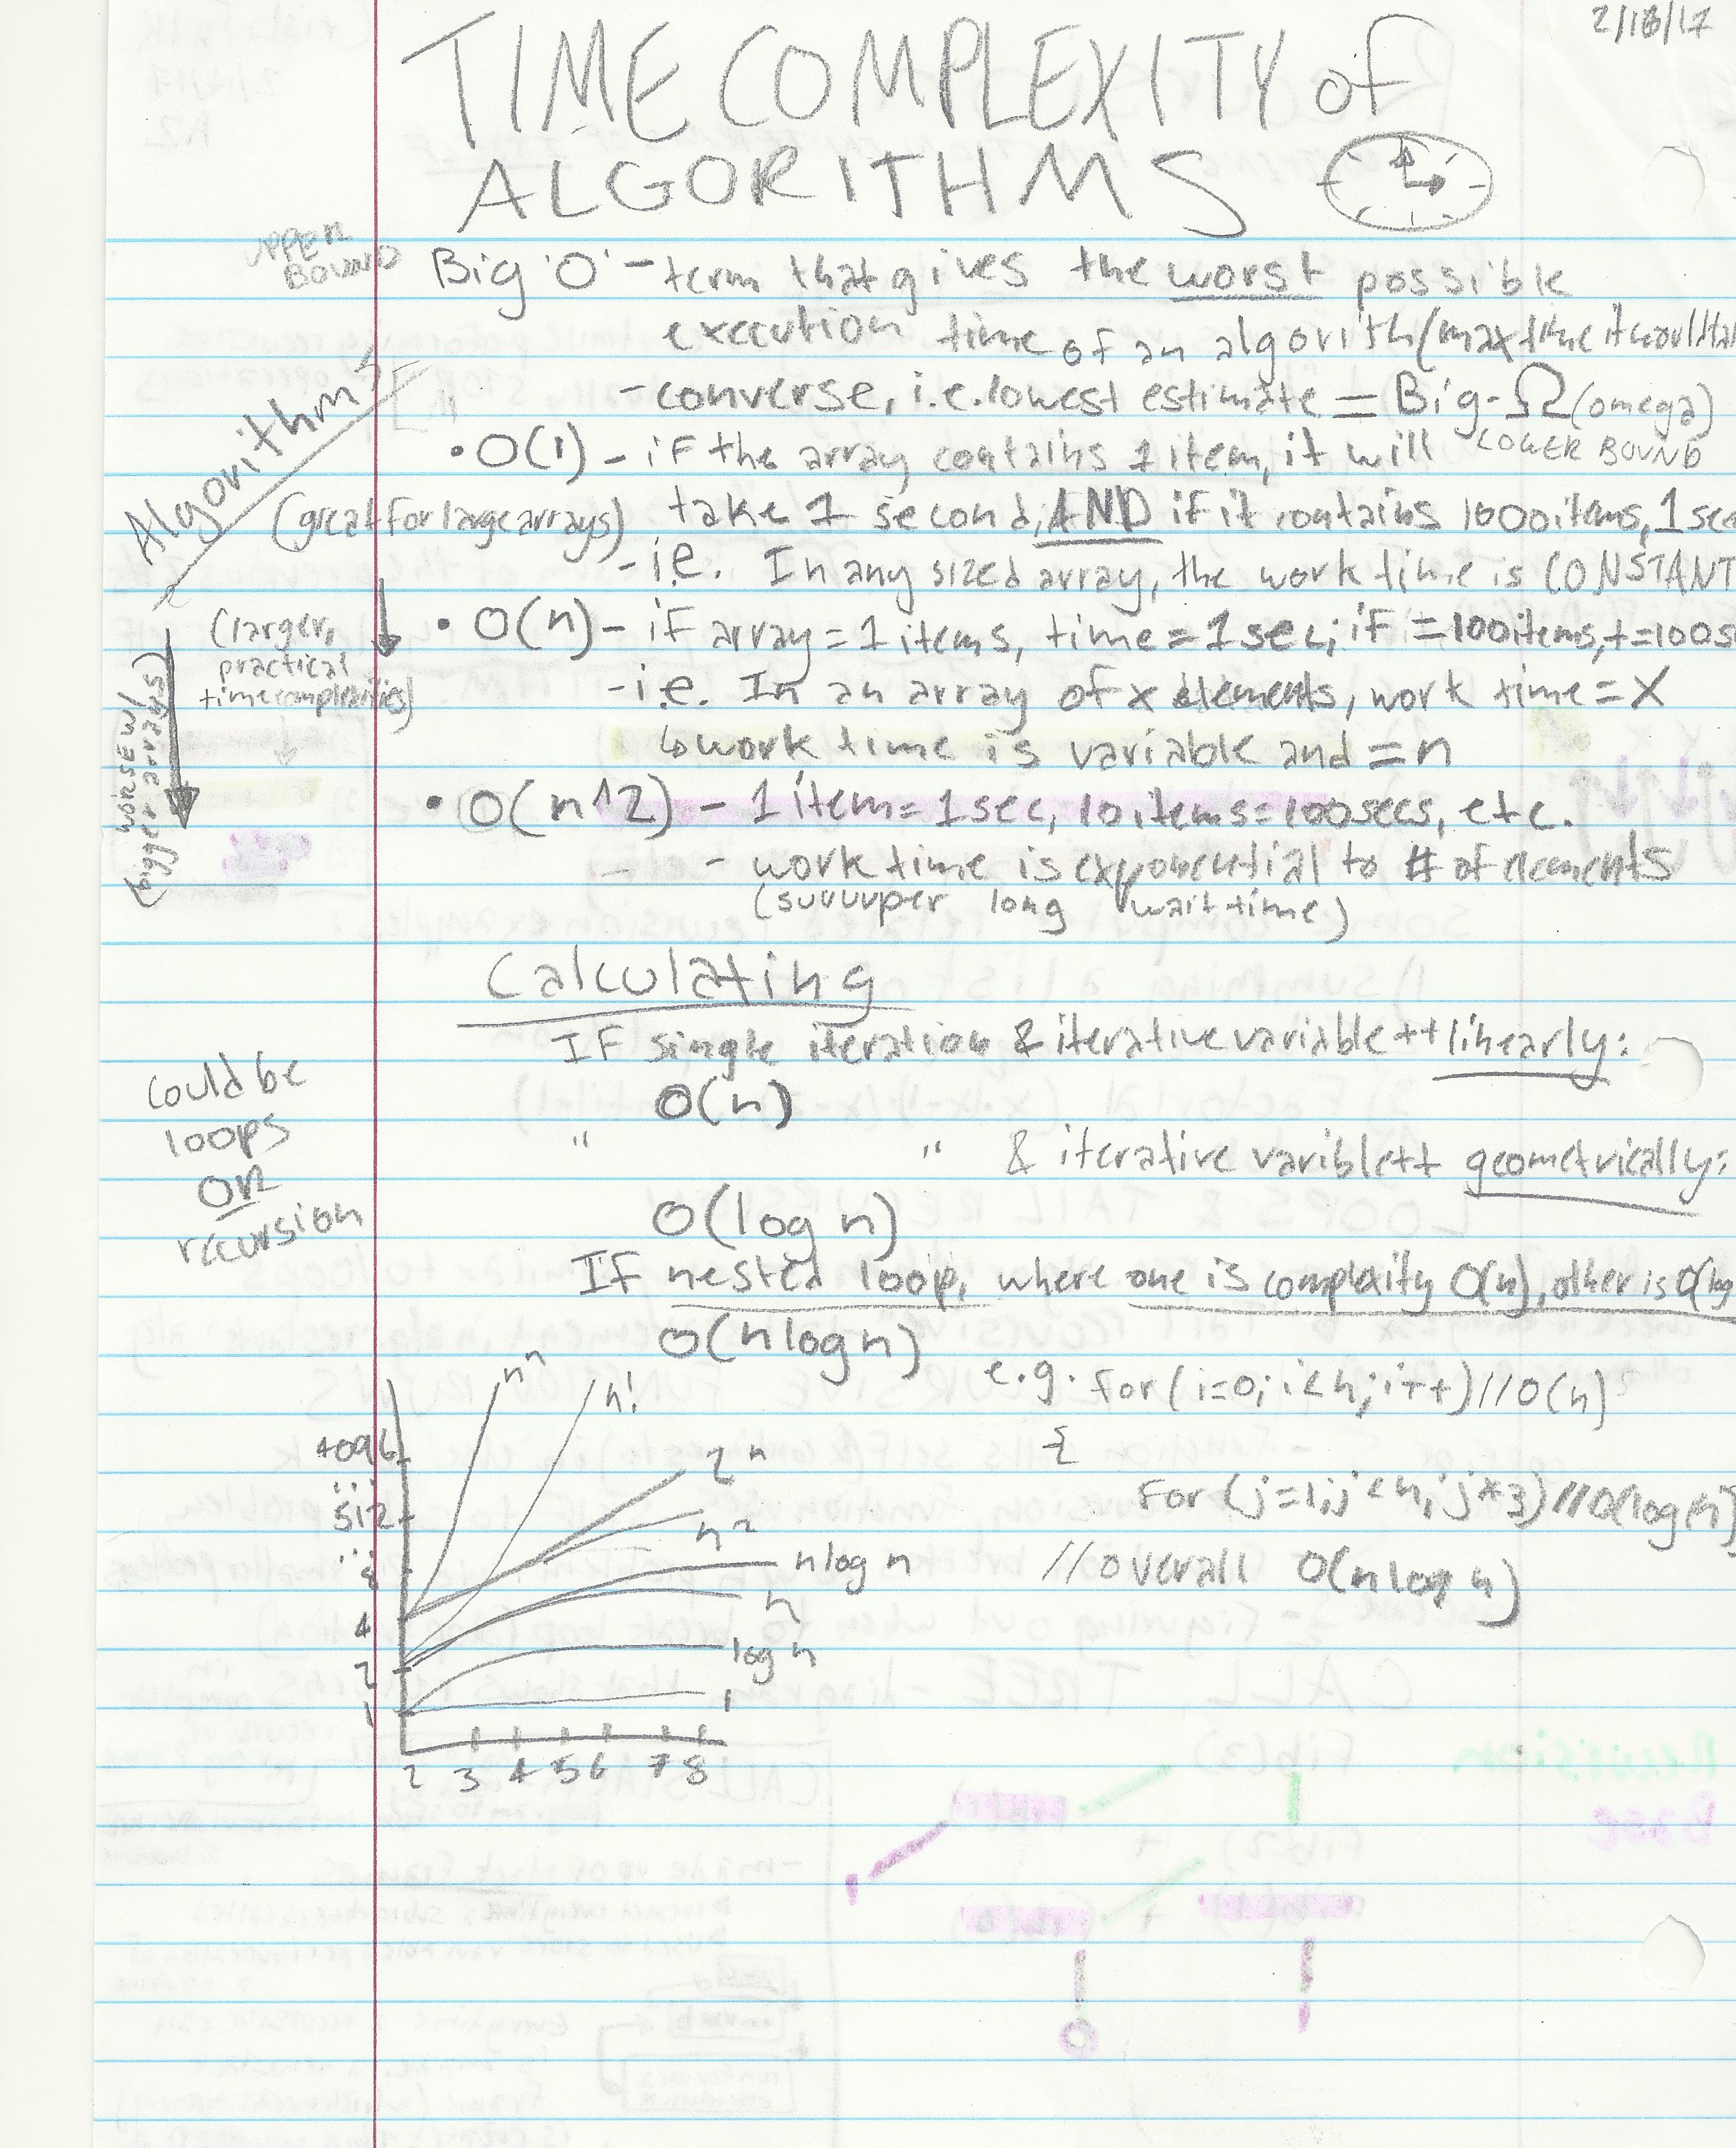 2/18/17
TIME COMPLEXITY of
ALGORITHMS
UPPER
BOUND
Big 'O' - term that gives the worst possible
execution time of an algorith (max time it would ta
- converse, i.e. lowest estimate = Big-Ω (omega)
LOWER BOUND
Algorithms
• O(1) - if the array contains 1 item, it will
(great for large arrays) take 1 second, AND if it contains 1000 items, 1 sec
- i.e. In any sized array, the work time is CONSTANT
(larger,
practical
time complexities)
(worse w/
bigger arrays)
• O(n) - if array = 1 items, time = 1 sec; if = 100 items, t = 100 s
- i.e. In an array of x elements, work time = X
↳ work time is variable and = n
• O(n^2) - 1 item = 1 sec, 10 items = 100 secs, etc.
- work time is exponential to # of elements
(suuuuper long wait time)
Calculating
IF single iteration & iterative variable ++ linearly:
O(n)
" " & iterative varible ++ geometrically:
O(log n)
could be
loops
OR
recursion
If nested loop, where one is complexity O(n), other is O(log
O(n log n)
e.g. for (i=0; i<n; i++) //O(n)
{
for (j=1; j<n; j*3) //O(log(n)
//overall O(n log n)
n^n
n!
2^n
n^2
n log n
n
log n
1
4096
...
512
...
8
4
2
1
2 3 4 5 6 7 8